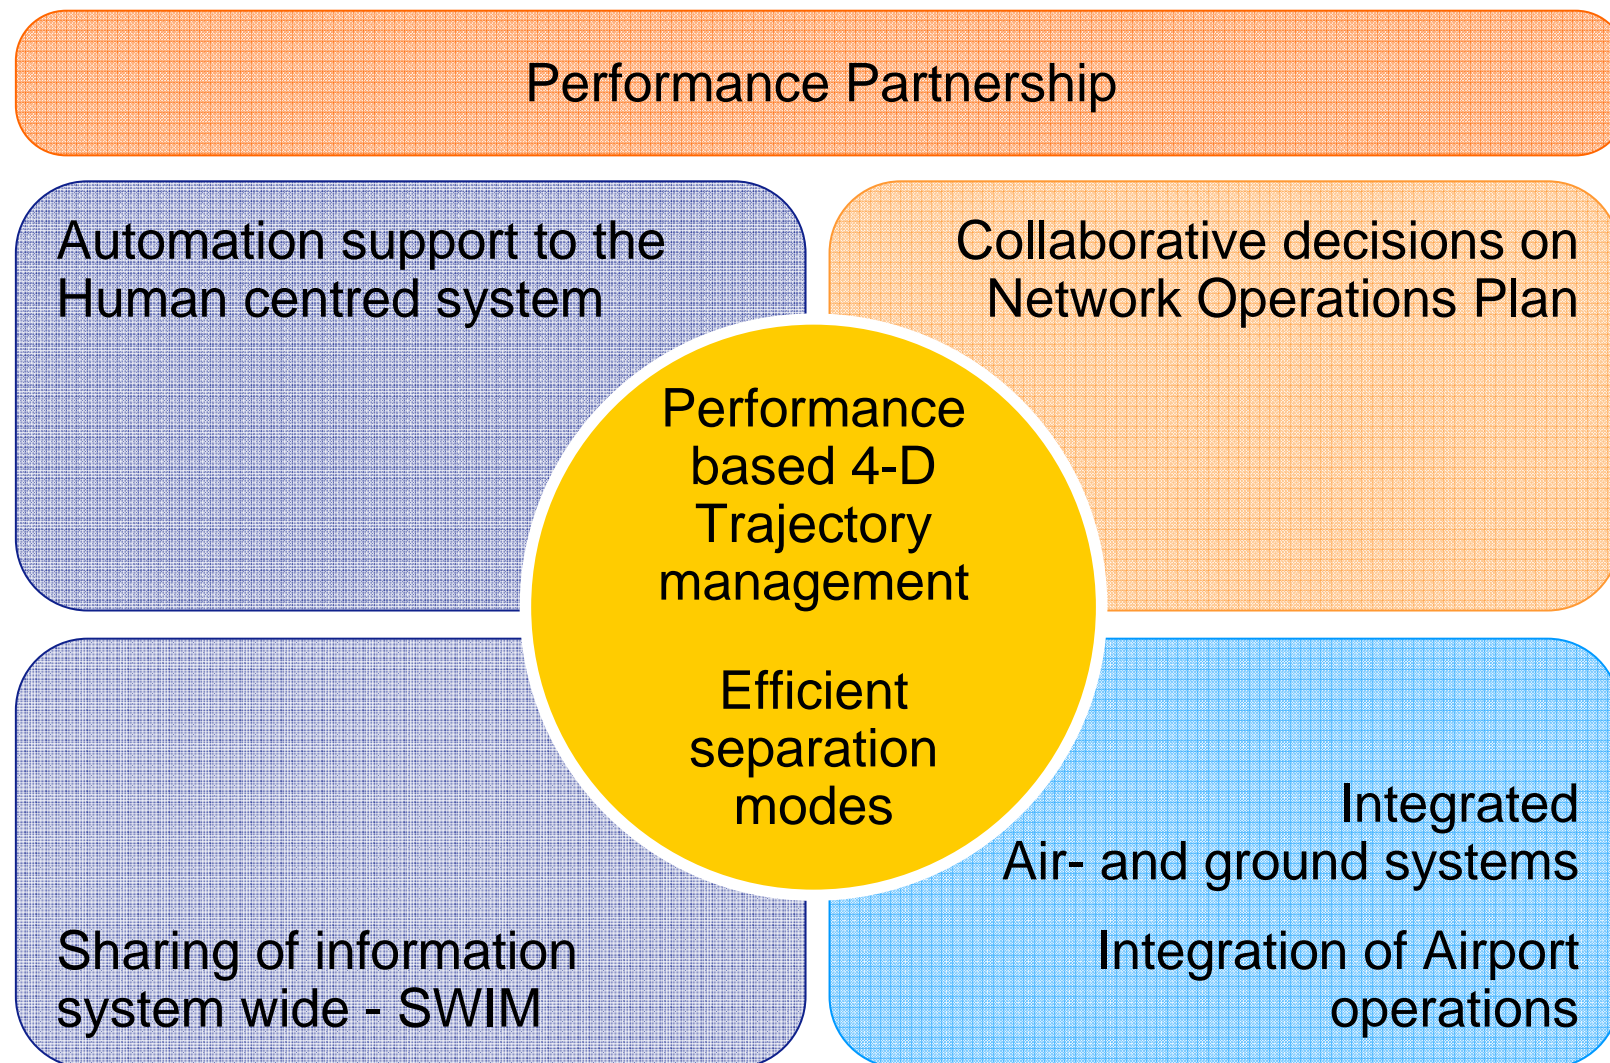 Performance Partnership
Automation support to the
Human centred system
Collaborative decisions on
Network Operations Plan
Performance
based 4-D
Trajectory
management
Efficient
separation
modes
Sharing of information
system wide - SWIM
Integrated
Air- and ground systems
Integration of Airport
operations